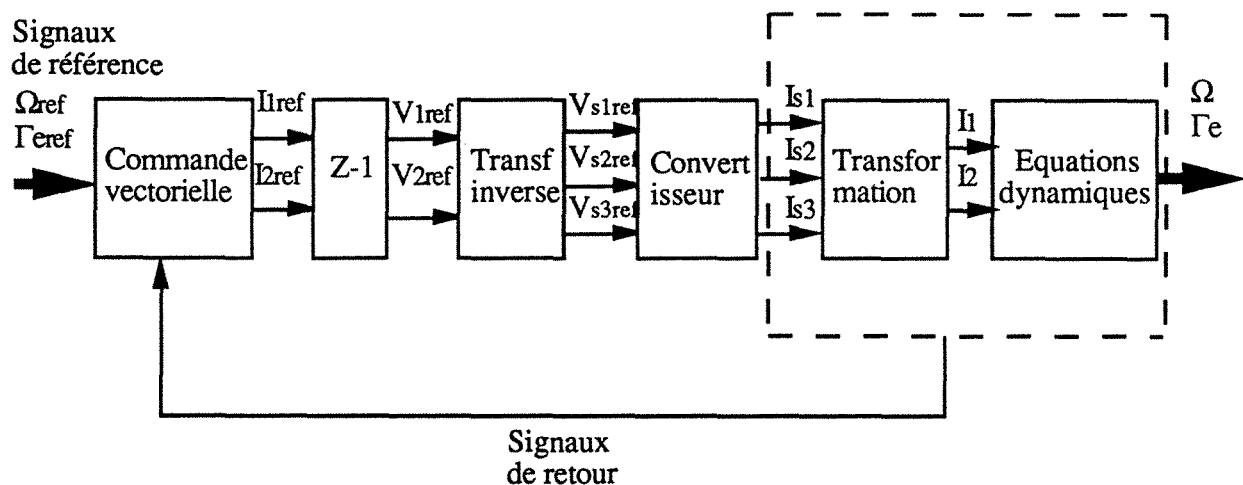 Signaux
de référence
Ωref
Γeref
Commande
vectorielle
I1ref
I2ref
Z-1
V1ref
V2ref
Transf
inverse
Vs1ref
Vs2ref
Vs3ref
Convert
isseur
Is1
Is2
Is3
Transfor
mation
I1
I2
Equations
dynamiques
Ω
Γe
Signaux
de retour